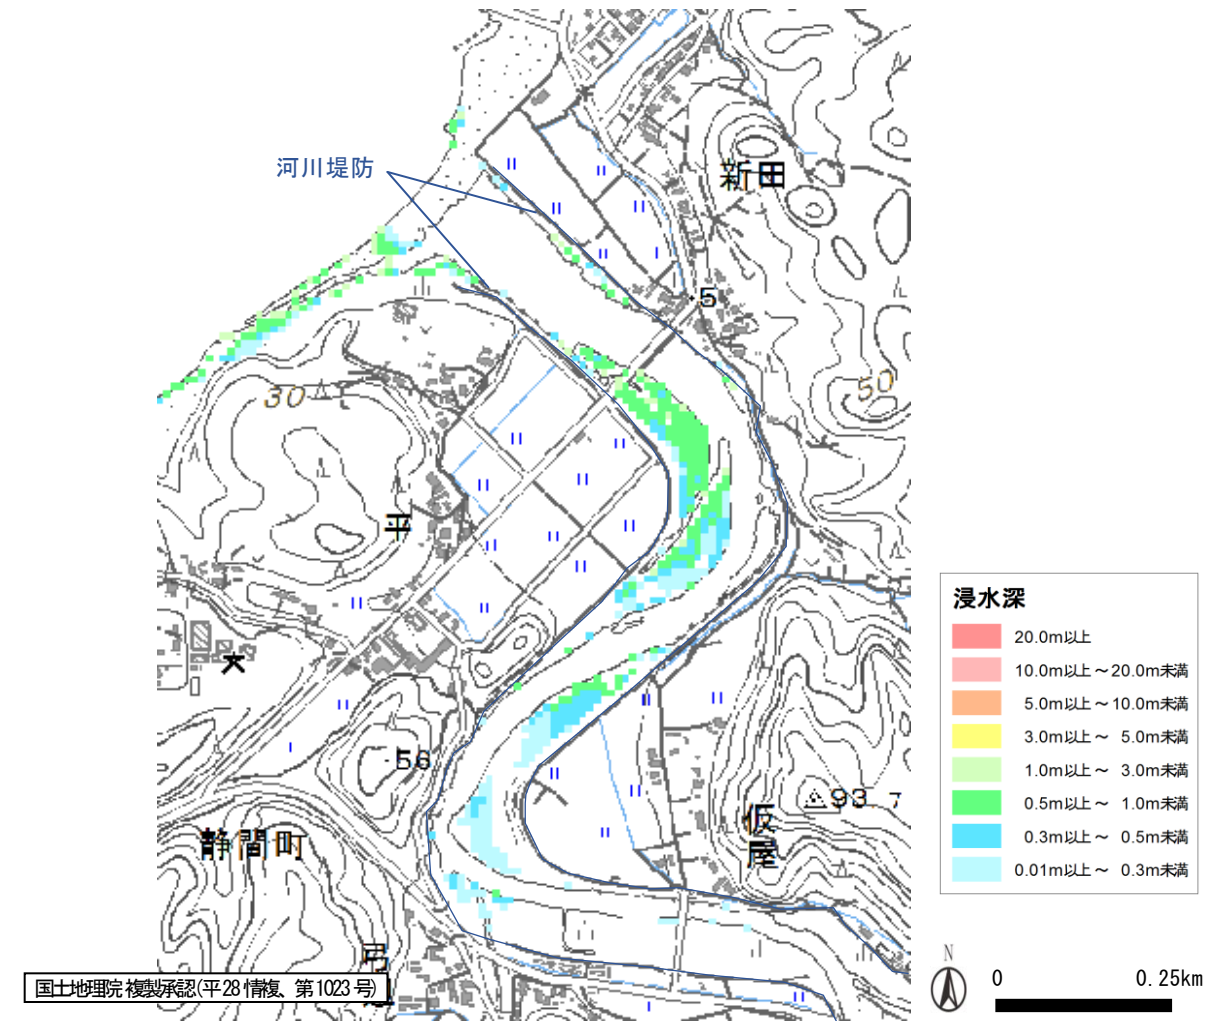 河川堤防
新田
5
30
50
平
56
93.7
仮屋
静間町
浸水深
20.0m以上
10.0m以上～20.0m未満
5.0m以上～10.0m未満
3.0m以上～ 5.0m未満
1.0m以上～ 3.0m未満
0.5m以上～ 1.0m未満
0.3m以上～ 0.5m未満
0.01m以上～ 0.3m未満
国土地理院 複製承認(平28情複、第1023号)
N
0 0.25km